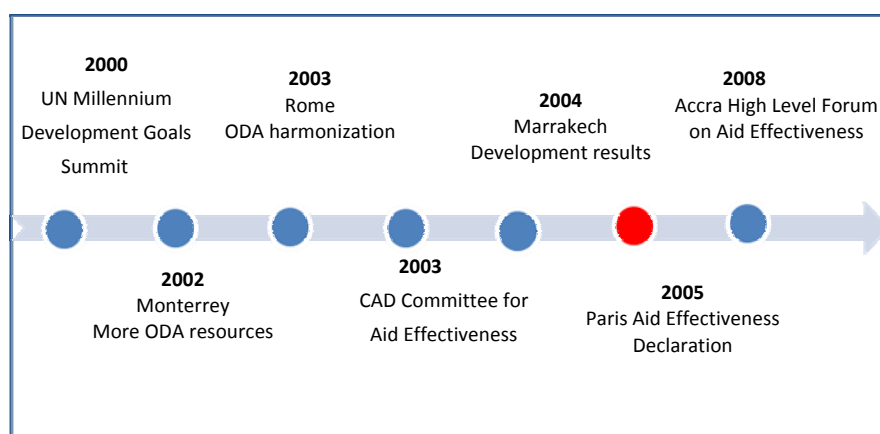 2000
UN Millennium
Development Goals
Summit
2002
Monterrey
More ODA resources
2003
Rome
ODA harmonization
2003
CAD Committee for
Aid Effectiveness
2004
Marrakech
Development results
2005
Paris Aid Effectiveness
Declaration
2008
Accra High Level Forum
on Aid Effectiveness